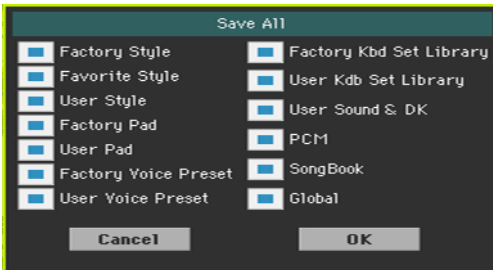 Save All
Factory Style
Favorite Style
User Style
Factory Pad
User Pad
Factory Voice Preset
User Voice Preset
Factory Kbd Set Library
User Kdb Set Library
User Sound & DK
PCM
SongBook
Global
Cancel
OK